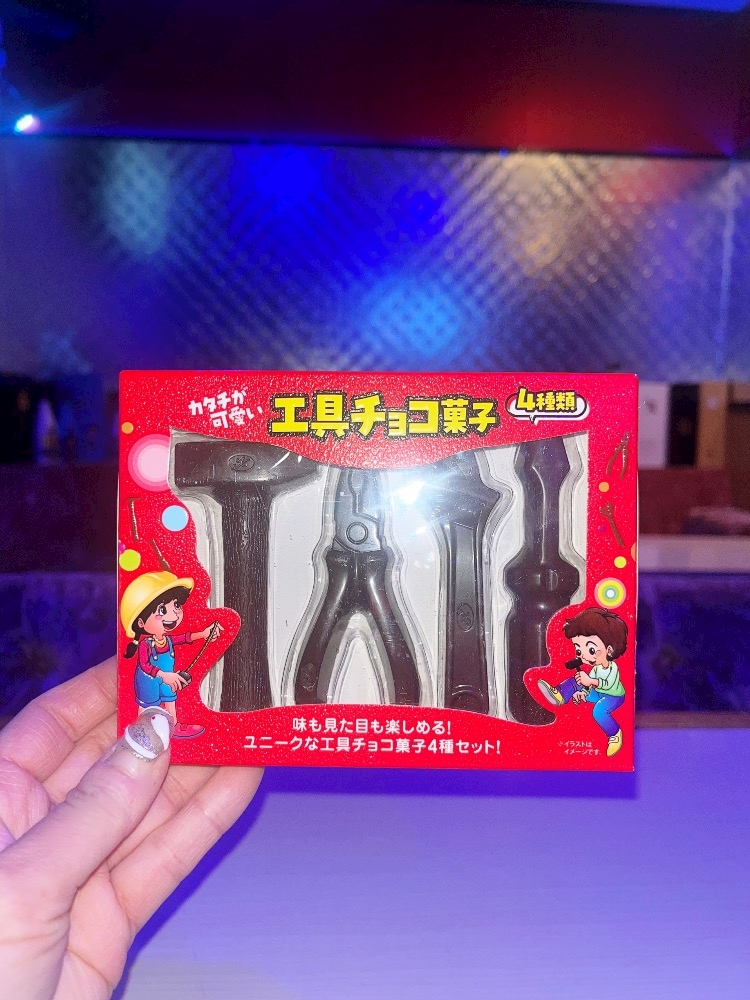 カタチが
可愛い
工具チョコ菓子
4種類
味も見た目も楽しめる!
ユニークな工具チョコ菓子4種セット!
※イラストは
イメージです。